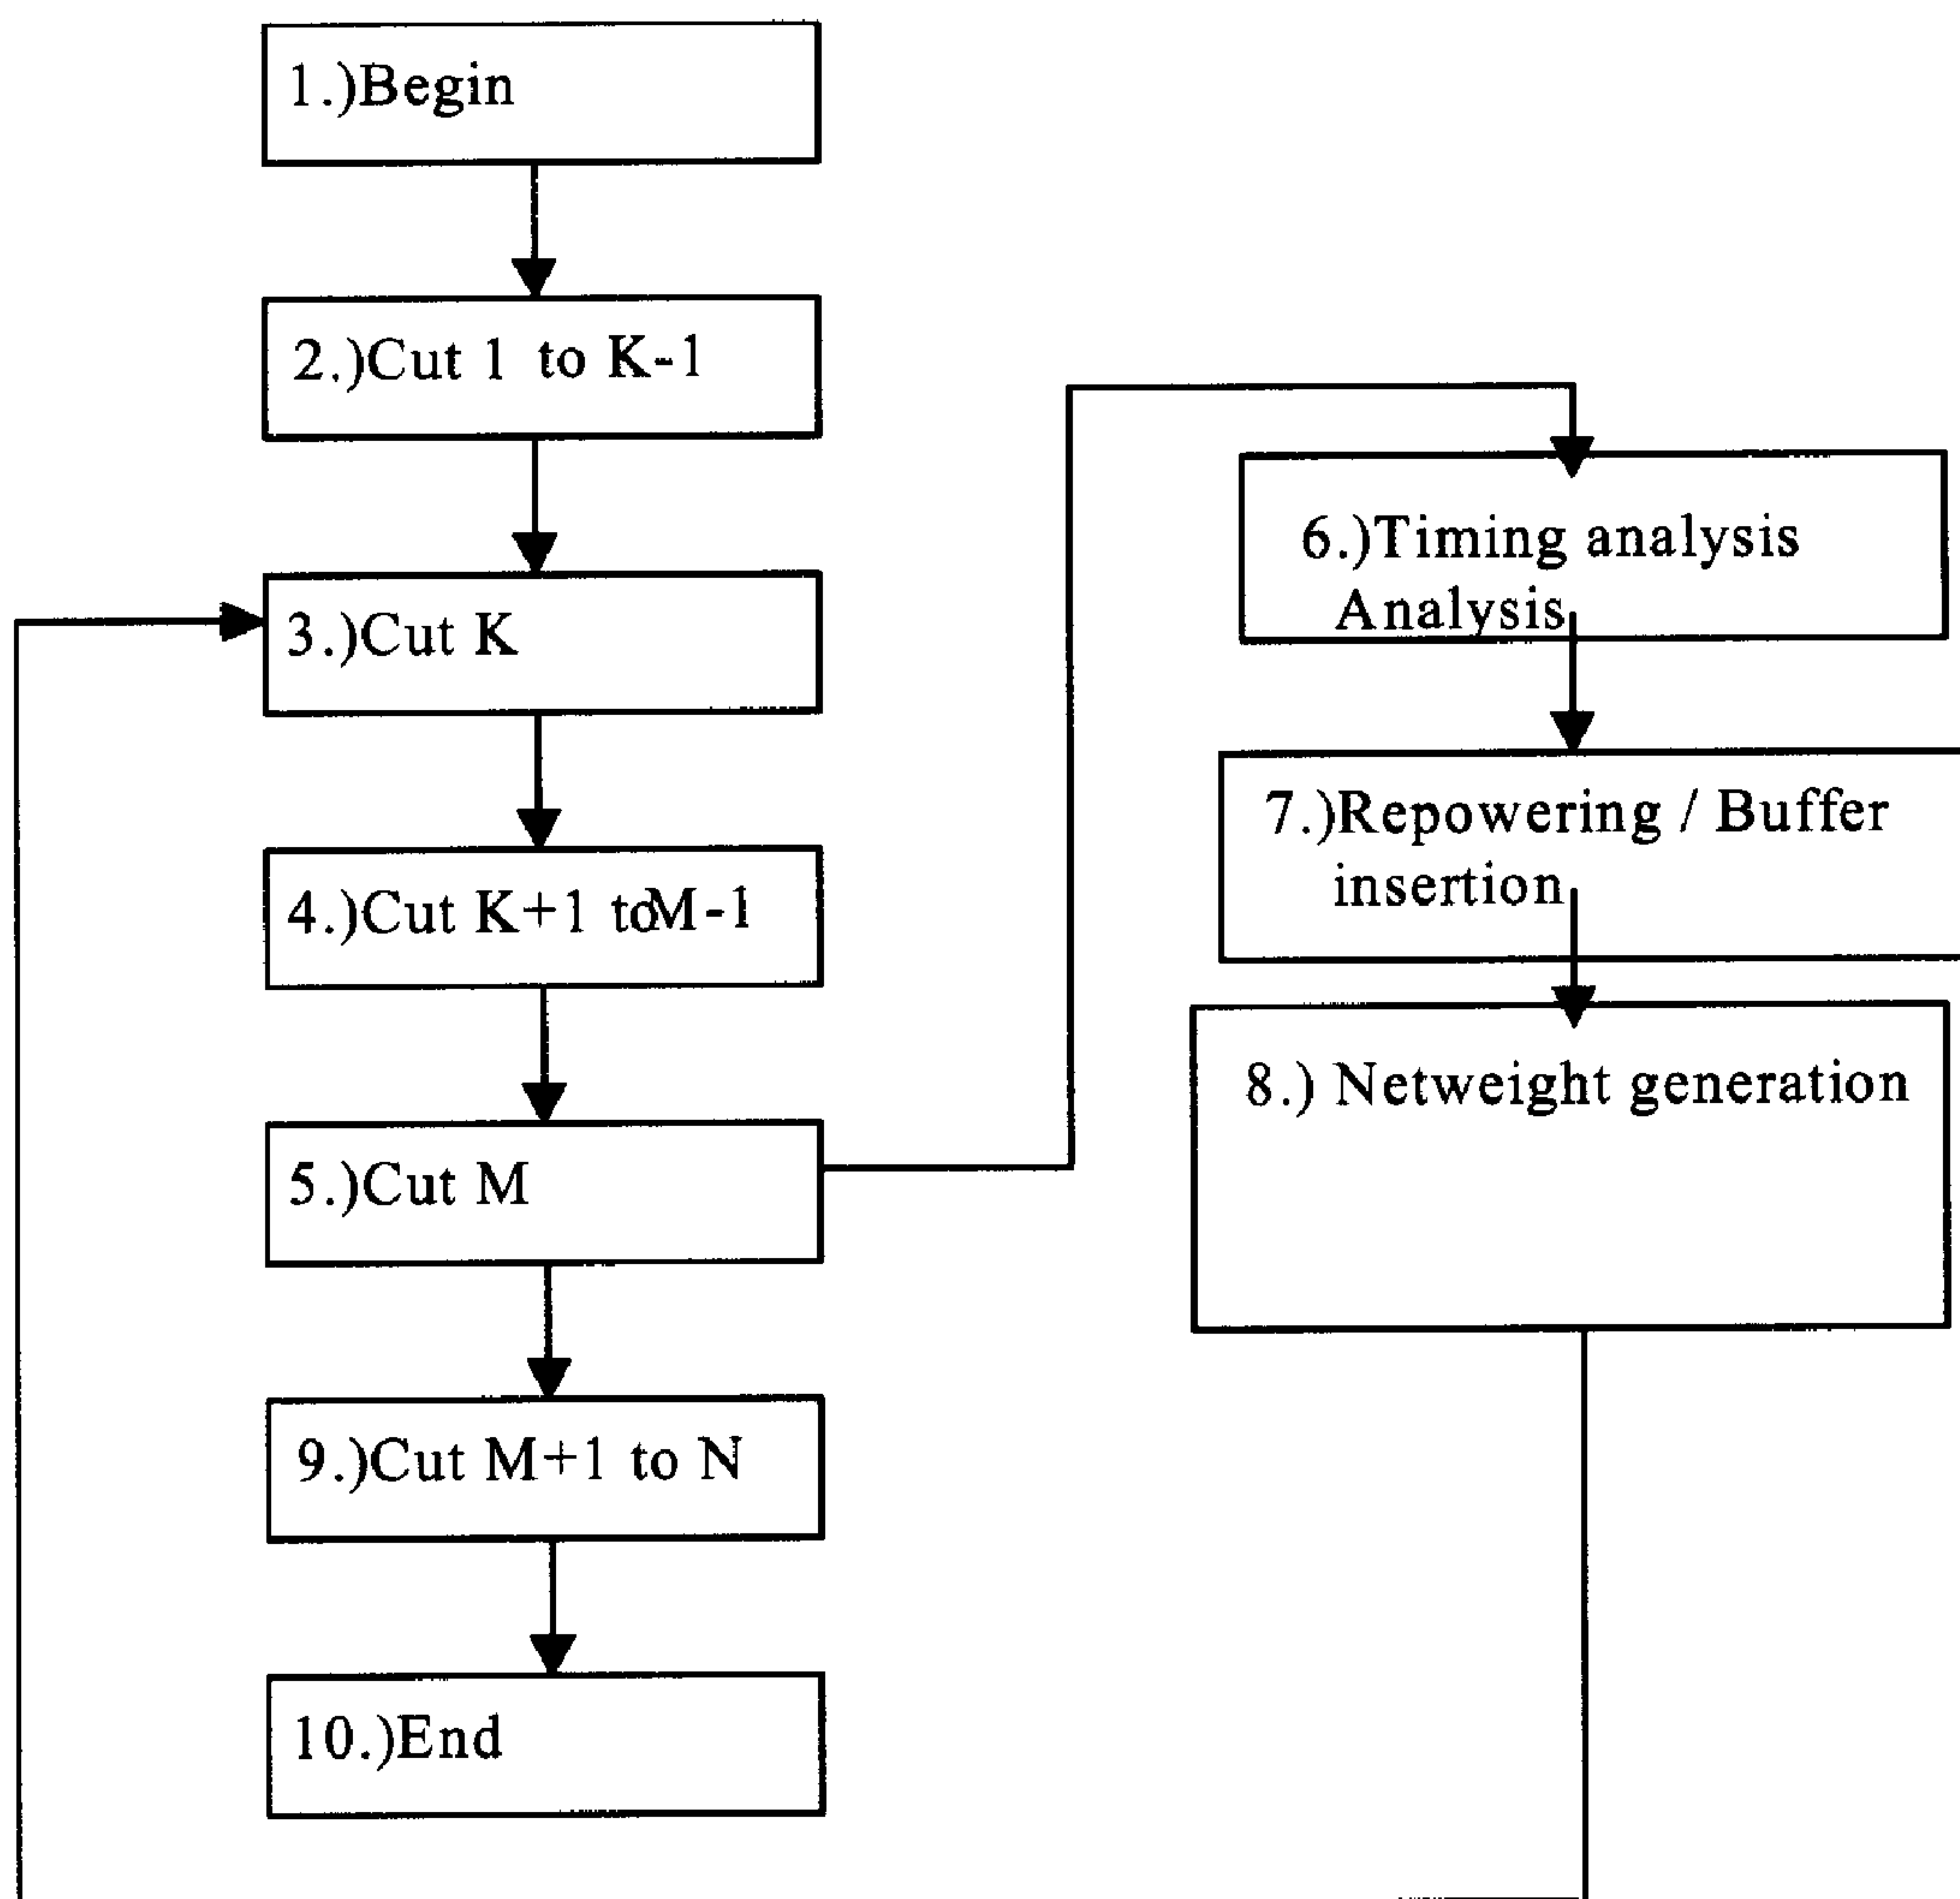 1.)Begin
2.)Cut 1 to K-1
3.)Cut K
4.)Cut K+1 toM-1
5.)Cut M
6.)Timing analysis
Analysis
7.)Repowering / Buffer
insertion
8.) Netweight generation
9.)Cut M+1 to N
10.)End